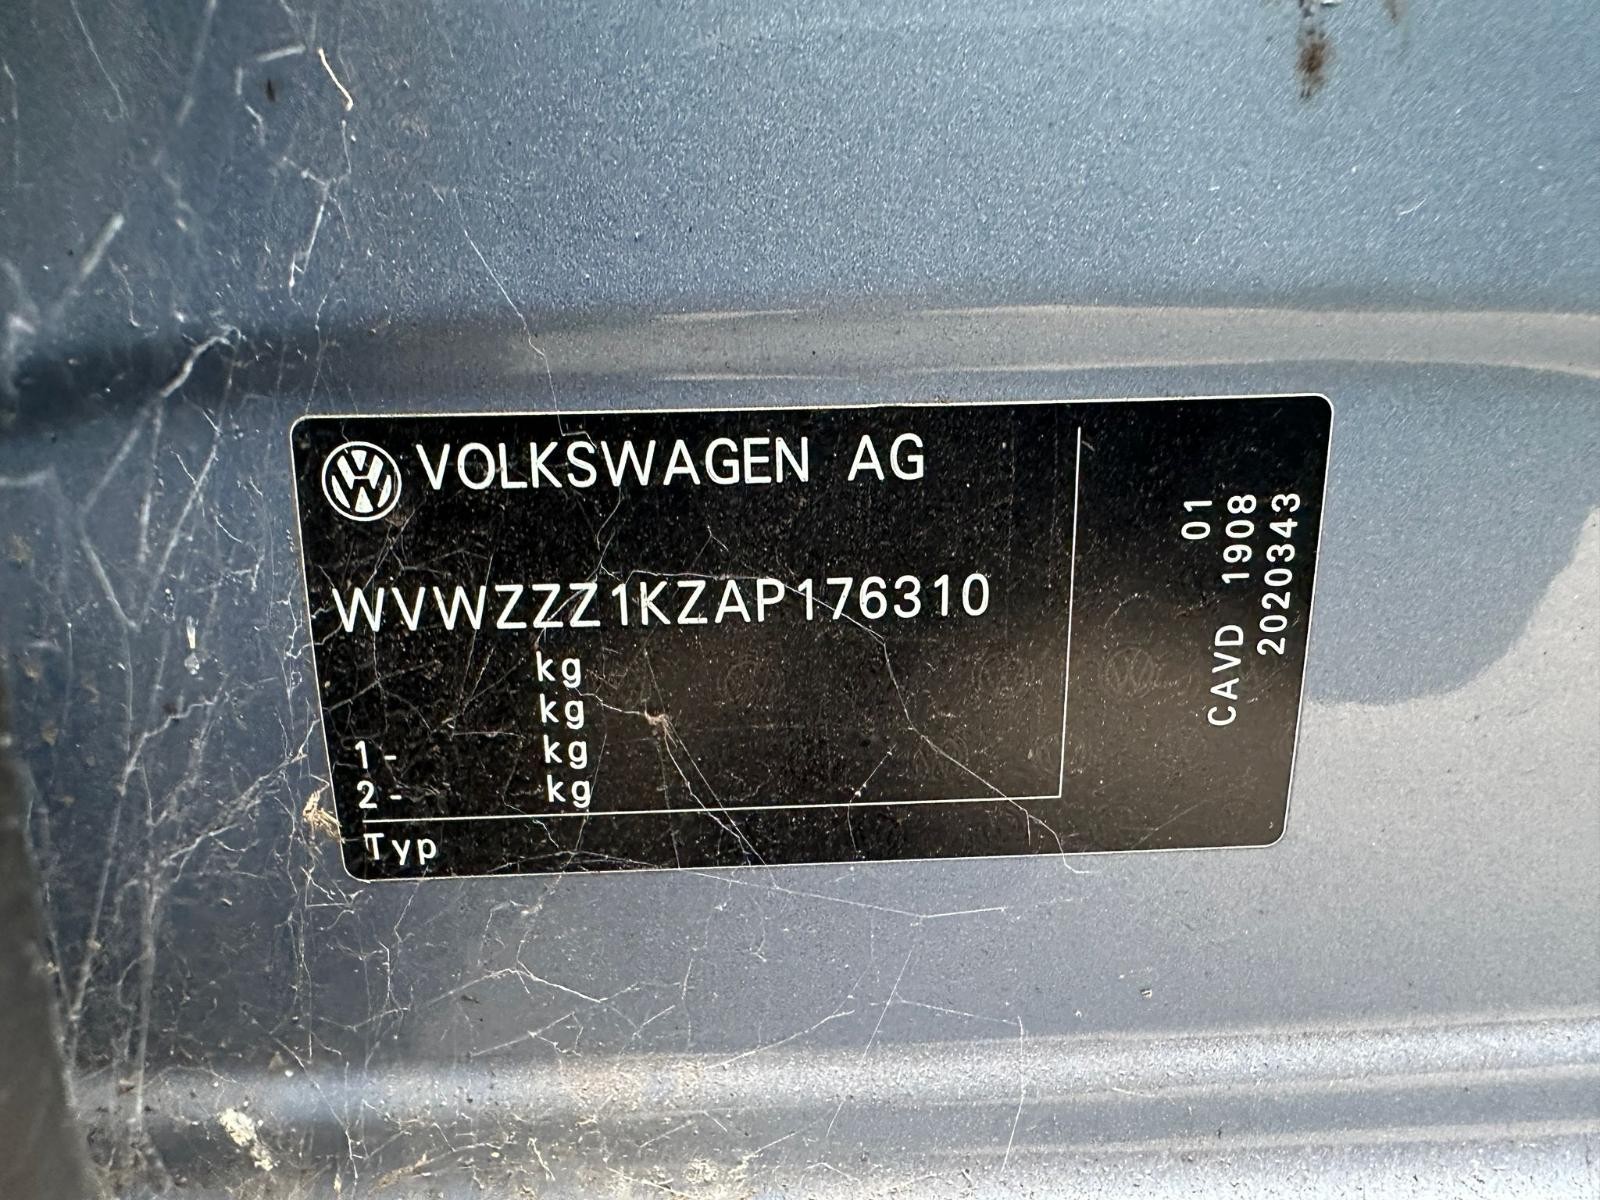 VOLKSWAGEN AG
WVWZZZ1KZAP176310
kg
kg
1- kg
2- kg
Typ
01
CAVD 1908
2020343